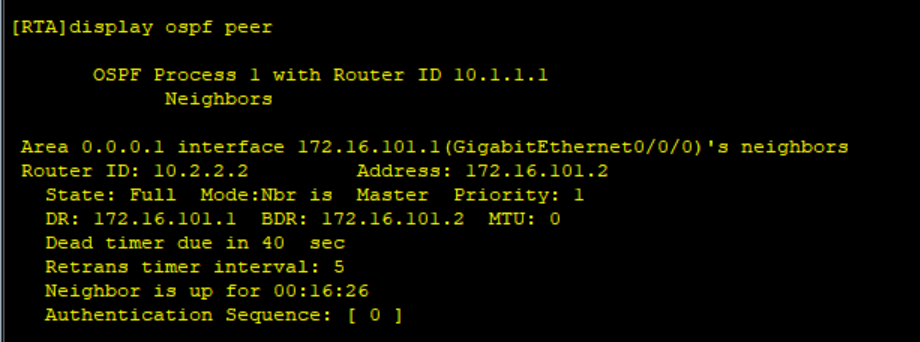 [RTA]display ospf peer
OSPF Process 1 with Router ID 10.1.1.1
Neighbors
Area 0.0.0.1 interface 172.16.101.1(GigabitEthernet0/0/0)'s neighbors
Router ID: 10.2.2.2 Address: 172.16.101.2
State: Full Mode:Nbr is Master Priority: 1
DR: 172.16.101.1 BDR: 172.16.101.2 MTU: 0
Dead timer due in 40 sec
Retrans timer interval: 5
Neighbor is up for 00:16:26
Authentication Sequence: [ 0 ]